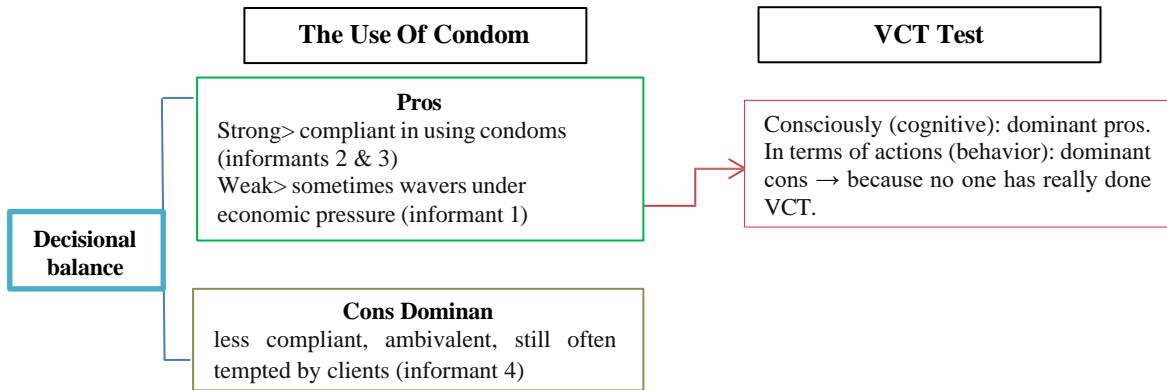 The Use Of Condom
VCT Test
Pros
Strong> compliant in using condoms
(informants 2 & 3)
Weak> sometimes wavers under
economic pressure (informant 1)
Consciously (cognitive): dominant pros.
In terms of actions (behavior): dominant
cons → because no one has really done
VCT.
Decisional
balance
Cons Dominan
less compliant, ambivalent, still often
tempted by clients (informant 4)